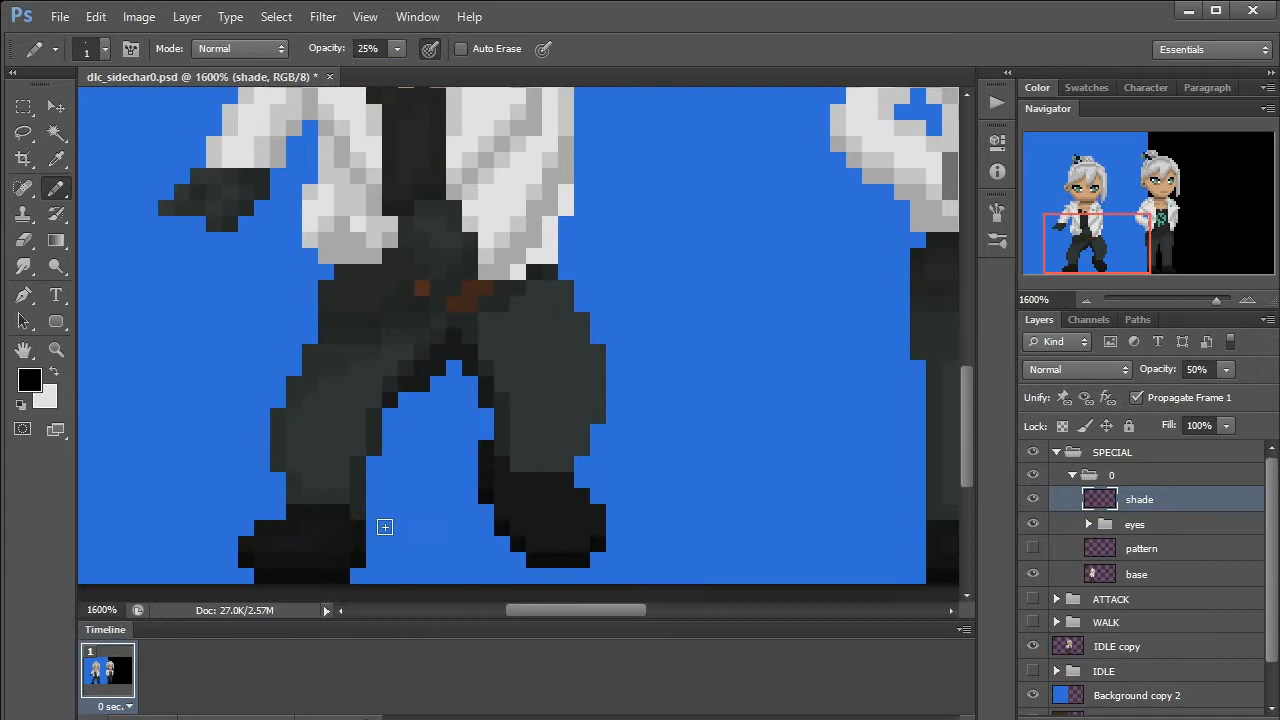 Ps File Edit Image Layer Type Select Filter View Window Help
1 Mode: Normal Opacity: 25% Auto Erase Essentials
dlc_sidechar0.psd @ 1600% (shade, RGB/8) *
Color Swatches Character Paragraph
Navigator
1600%
Layers Channels Paths
Kind
Normal Opacity: 50%
Unify: Propagate Frame 1
Lock: Fill: 100%
SPECIAL
0
shade
eyes
pattern
base
ATTACK
WALK
IDLE copy
IDLE
Background copy 2
1600% Doc: 27.0K/2.57M
Timeline
1
0 sec.